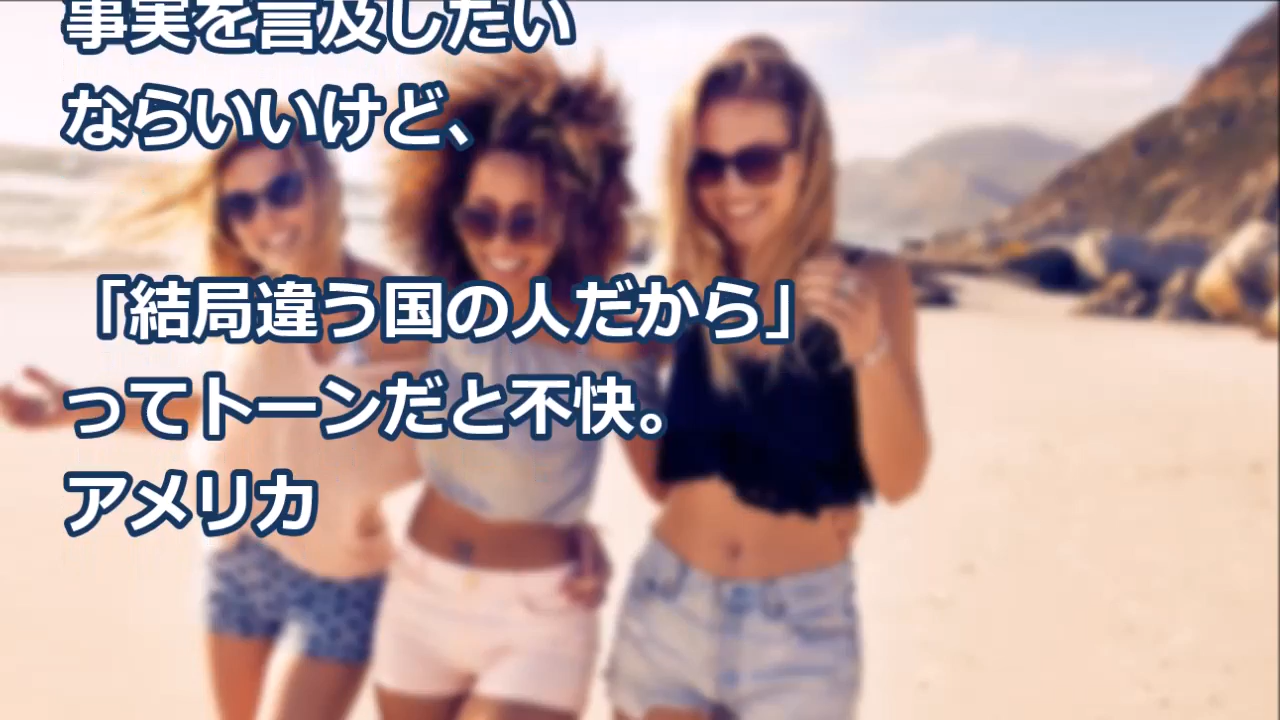 事実を言及したい
ならいいけど、
「結局違う国の人だから」
ってトーンだと不快。
アメリカ